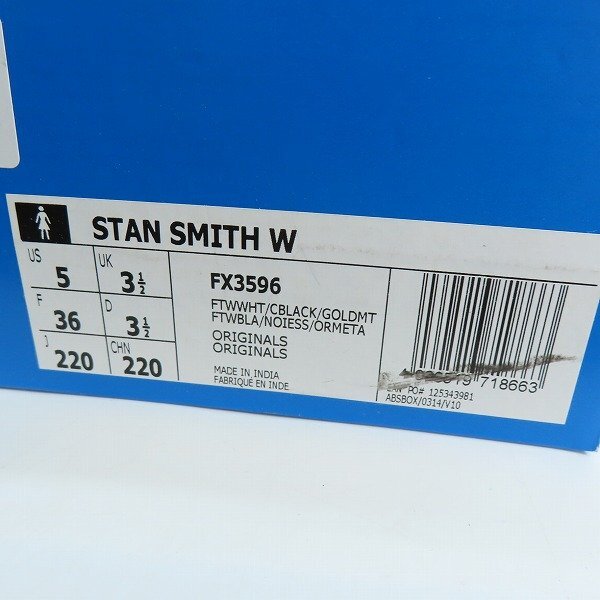 STAN SMITH W
US 5 UK 3½
F 36 D 3½
J 220 CHN 220
FX3596
FTWWHT/CBLACK/GOLDMT
FTWBLA/NOIESS/ORMETA
ORIGINALS
ORIGINALS
MADE IN INDIA
FABRIQUÉ EN INDE
718663
PO# 125343981
ABSBOX/0314/V10